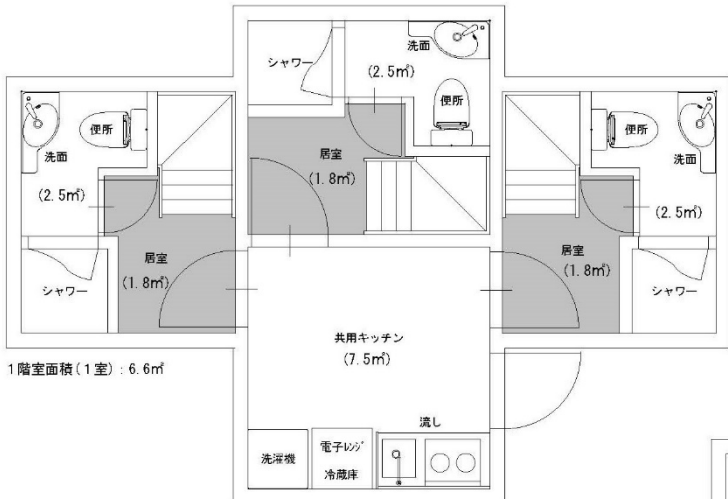 洗面
シャワー
(2.5㎡)
便所
居室
(1.8㎡)
便所
洗面
(2.5㎡)
居室
(1.8㎡)
シャワー
便所
洗面
(2.5㎡)
居室
(1.8㎡)
シャワー
共用キッチン
(7.5㎡)
1階室面積(1室):6.6㎡
流し
洗濯機
電子ﾚﾝｼﾞ
冷蔵庫